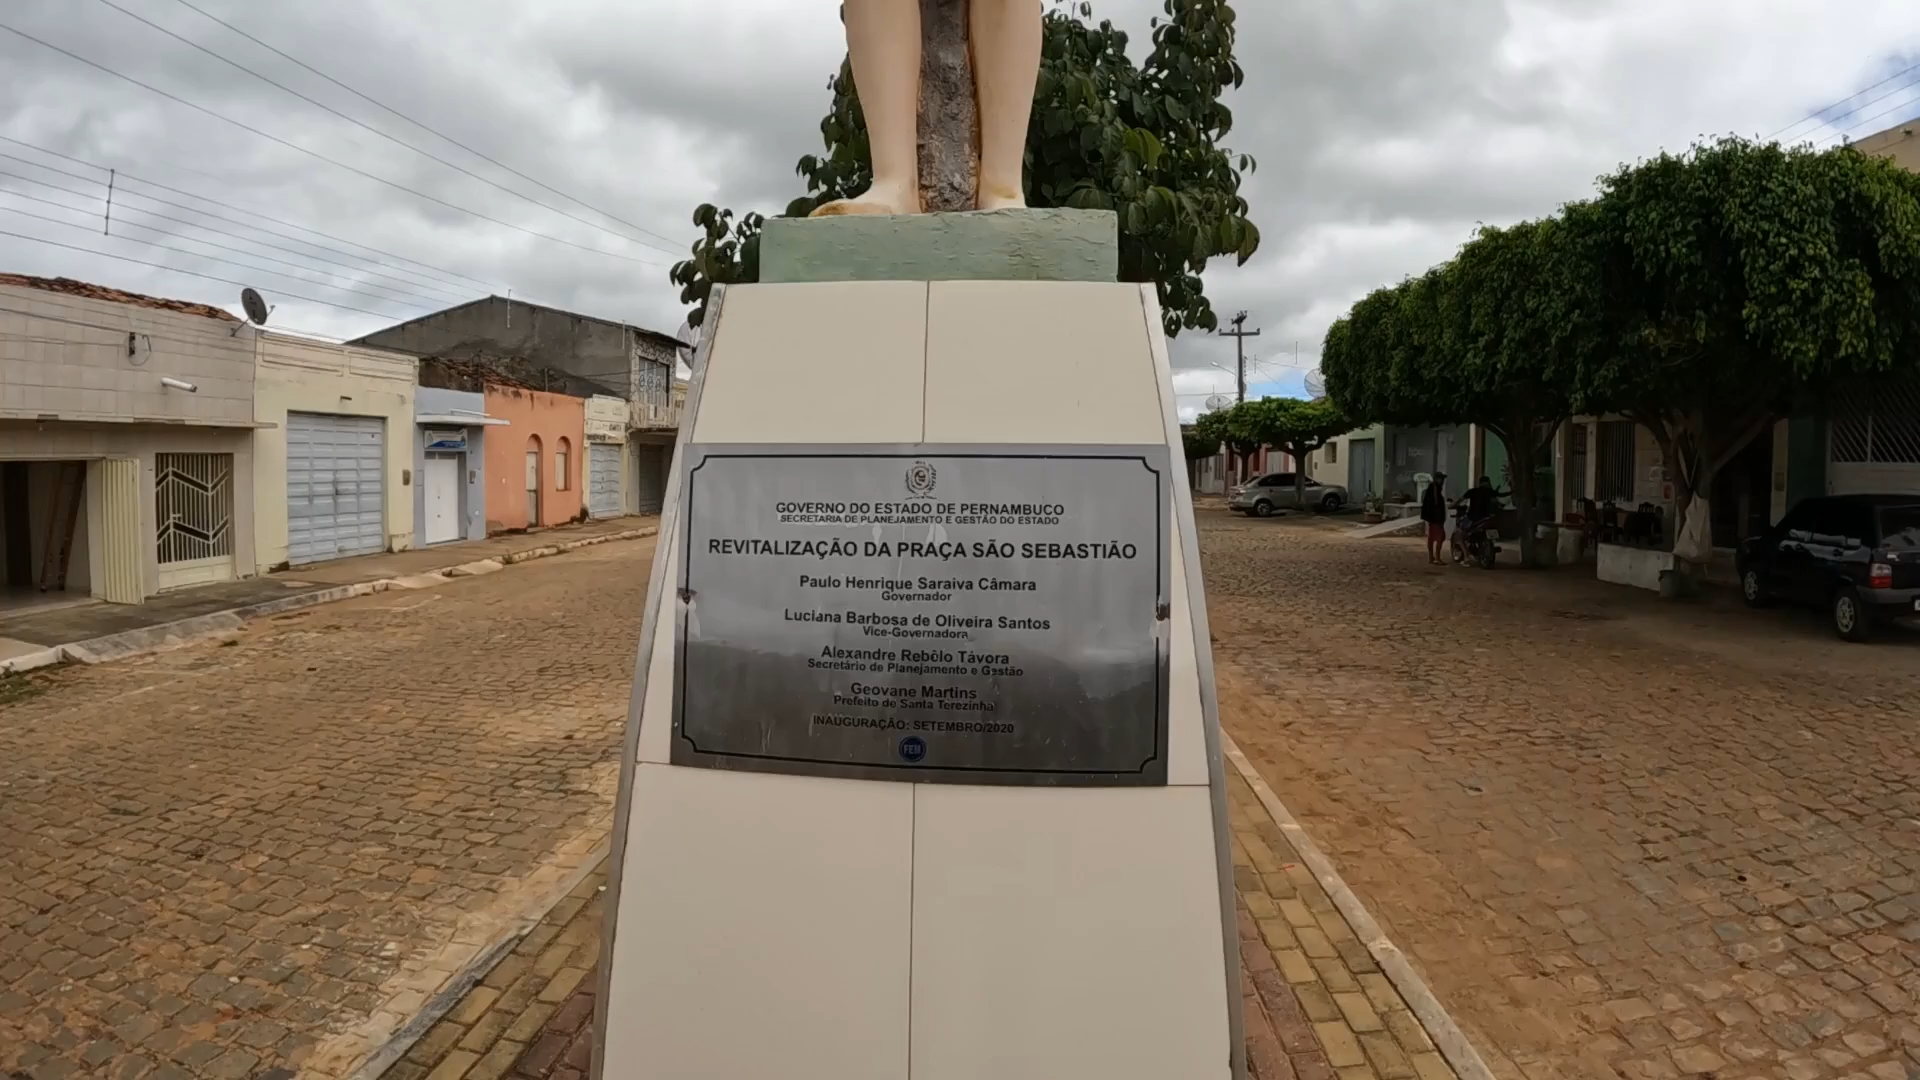 GOVERNO DO ESTADO DE PERNAMBUCO
SECRETARIA DE PLANEJAMENTO E GESTÃO DO ESTADO
REVITALIZAÇÃO DA PRAÇA SÃO SEBASTIÃO
Paulo Henrique Saraiva Câmara
Governador
Luciana Barbosa de Oliveira Santos
Vice-Governadora
Alexandre Rebêlo Távora
Secretário de Planejamento e Gestão
Geovane Martins
Prefeito de Santa Terezinha
INAUGURAÇÃO: SETEMBRO/2020
FEM